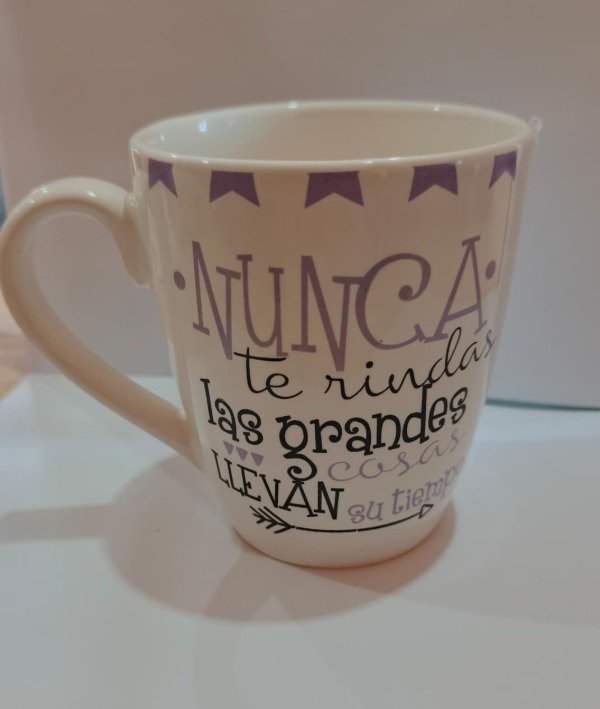 NUNCA
te rindas
las grandes
cosas
LLEVAN
su tiempo